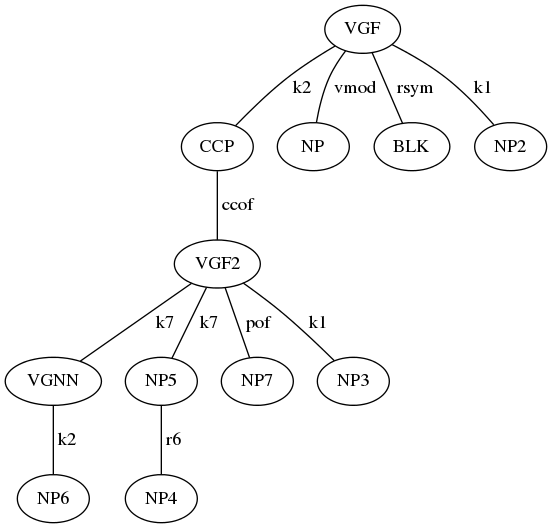 VGF
k2 vmod rsym k1
CCP NP BLK NP2
ccof
VGF2
k7 k7 pof k1
VGNN NP5 NP7 NP3
k2 r6
NP6 NP4